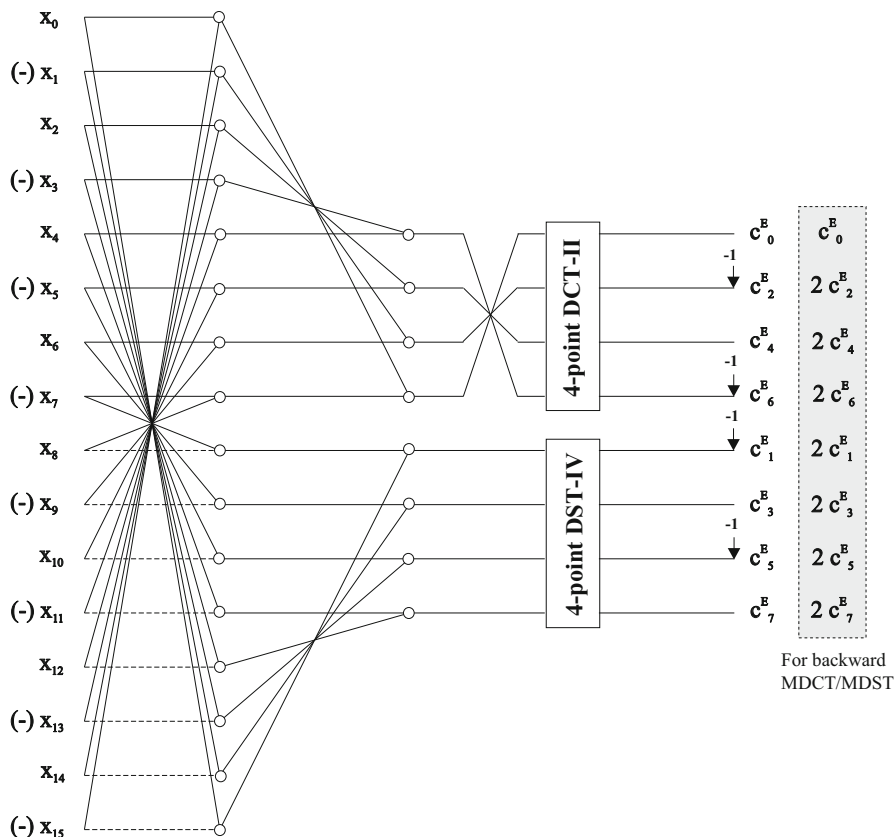 x₀
(-) x₁
x₂
(-) x₃
x₄
(-) x₅
x₆
(-) x₇
x₈
(-) x₉
x₁₀
(-) x₁₁
x₁₂
(-) x₁₃
x₁₄
(-) x₁₅
4-point DCT-II
4-point DST-IV
cᴱ₀ cᴱ₀
-1
cᴱ₂ 2 cᴱ₂
cᴱ₄ 2 cᴱ₄
-1
cᴱ₆ 2 cᴱ₆
-1
cᴱ₁ 2 cᴱ₁
cᴱ₃ 2 cᴱ₃
-1
cᴱ₅ 2 cᴱ₅
cᴱ₇ 2 cᴱ₇
For backward
MDCT/MDST